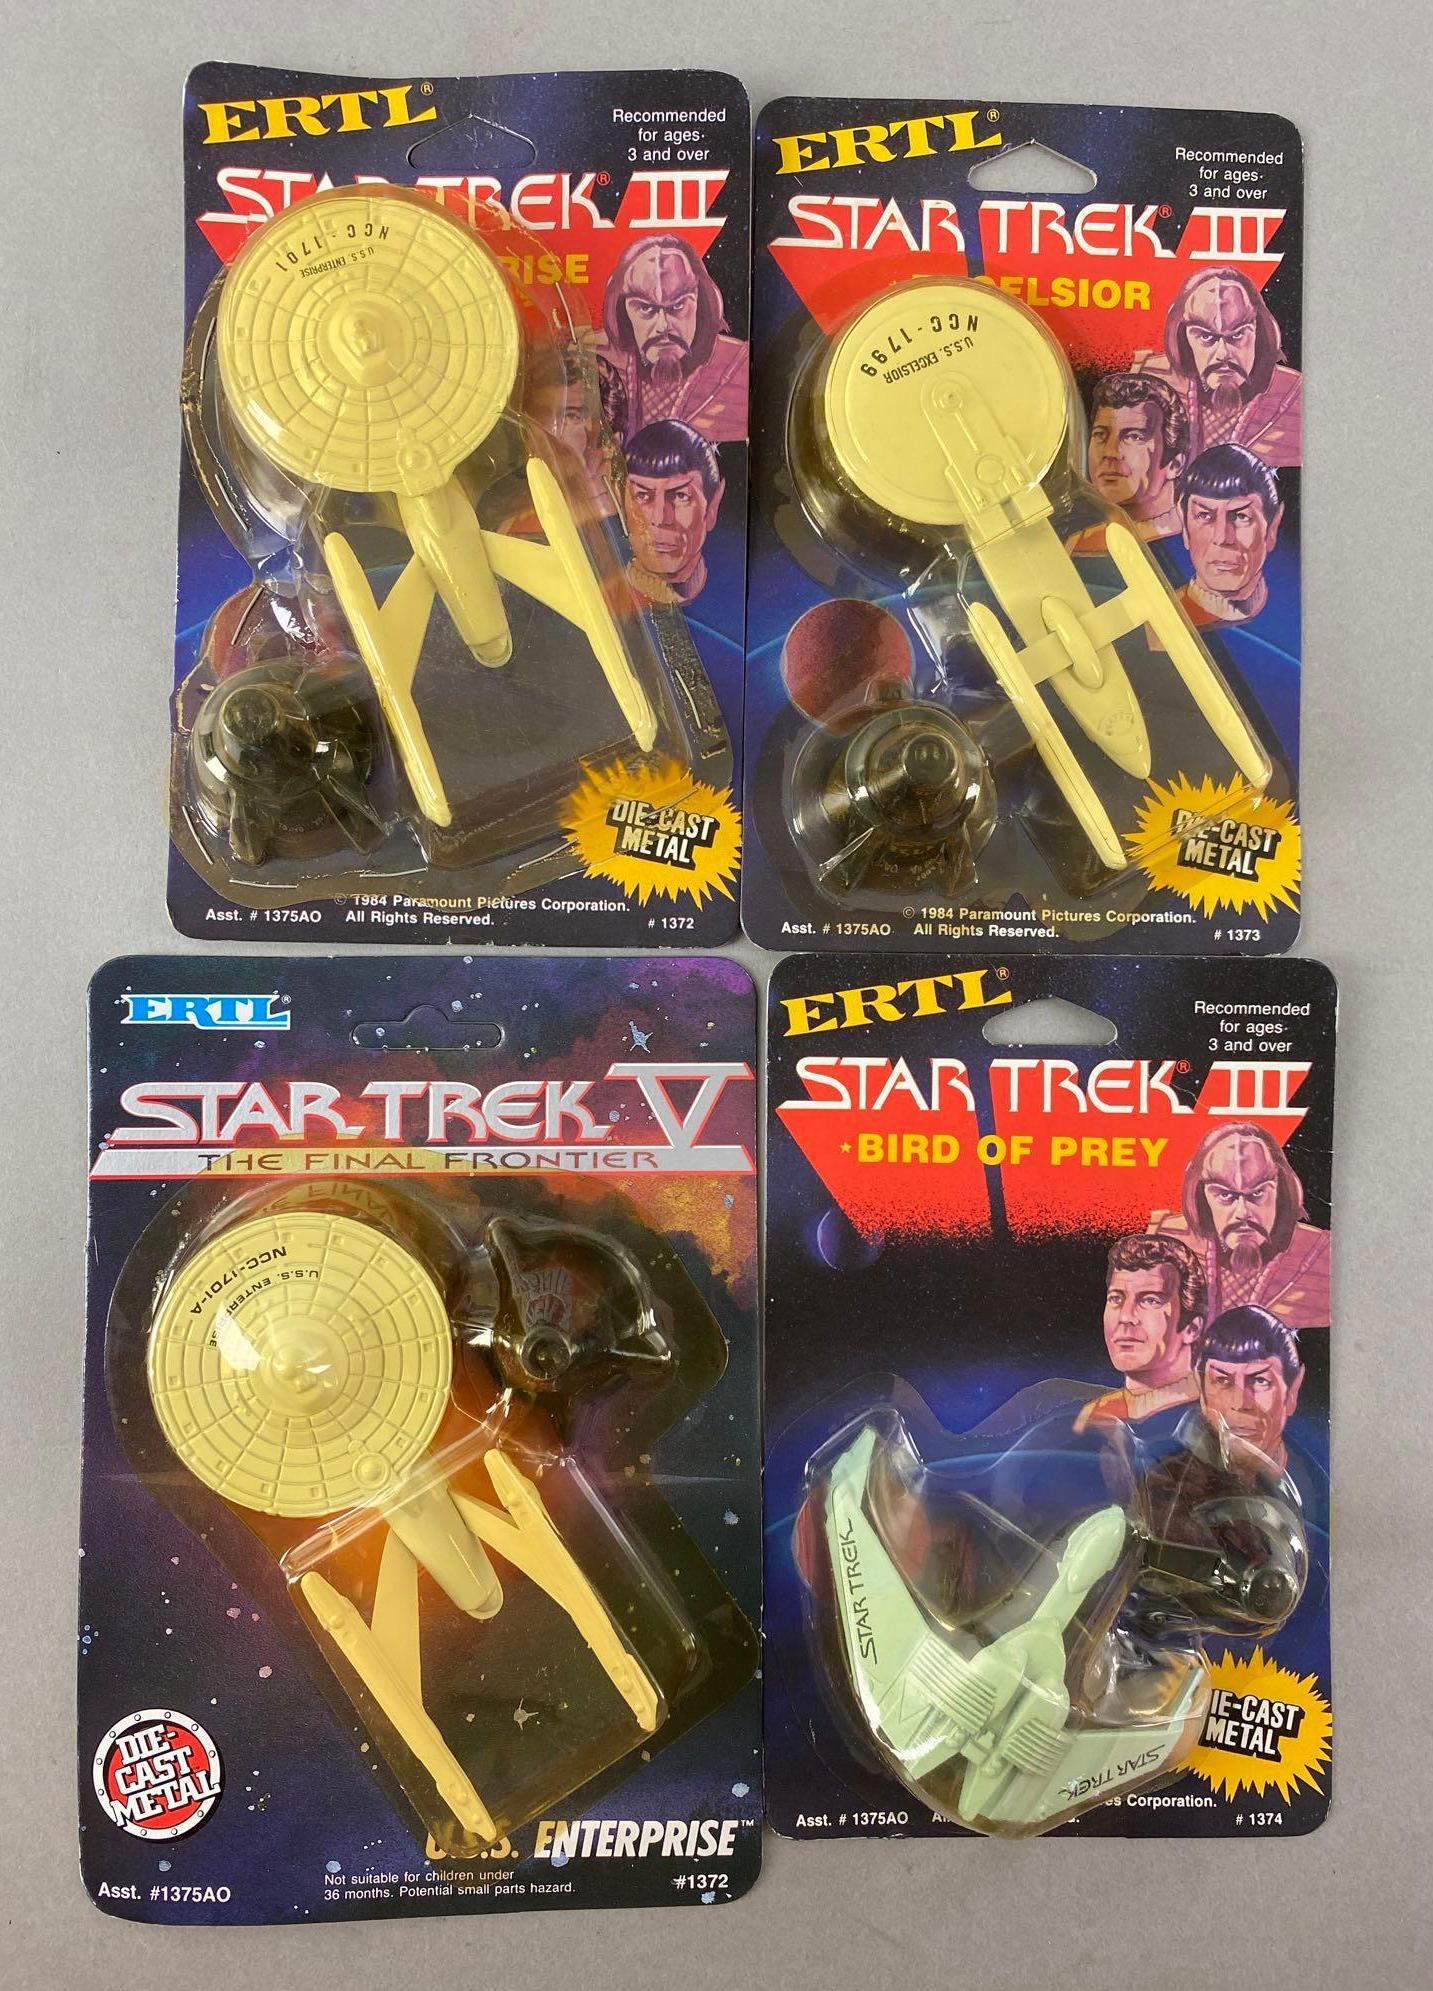 ERTL®
Recommended
for ages
3 and over
STAR TREK® III
RISE
NCC-1701
U.S.S. ENTERPRISE
DIE-CAST
METAL
© 1984 Paramount Pictures Corporation.
Asst. # 1375AO All Rights Reserved.
# 1372
ERTL®
Recommended
for ages
3 and over
STAR TREK® III
EXCELSIOR
NCC-1799
U.S.S. EXCELSIOR
DIE-CAST
METAL
© 1984 Paramount Pictures Corporation.
Asst. # 1375AO All Rights Reserved.
# 1373
ERTL®
STAR TREK V
THE FINAL FRONTIER
NCC-1701-A
U.S.S. ENTERPRISE
DIE-
CAST
METAL
U.S.S. ENTERPRISE™
Not suitable for children under
36 months. Potential small parts hazard.
Asst. #1375AO
#1372
ERTL®
Recommended
for ages
3 and over
STAR TREK® III
★BIRD OF PREY
STAR TREK
STAR TREK
IE-CAST
METAL
es Corporation.
Asst. # 1375AO
# 1374